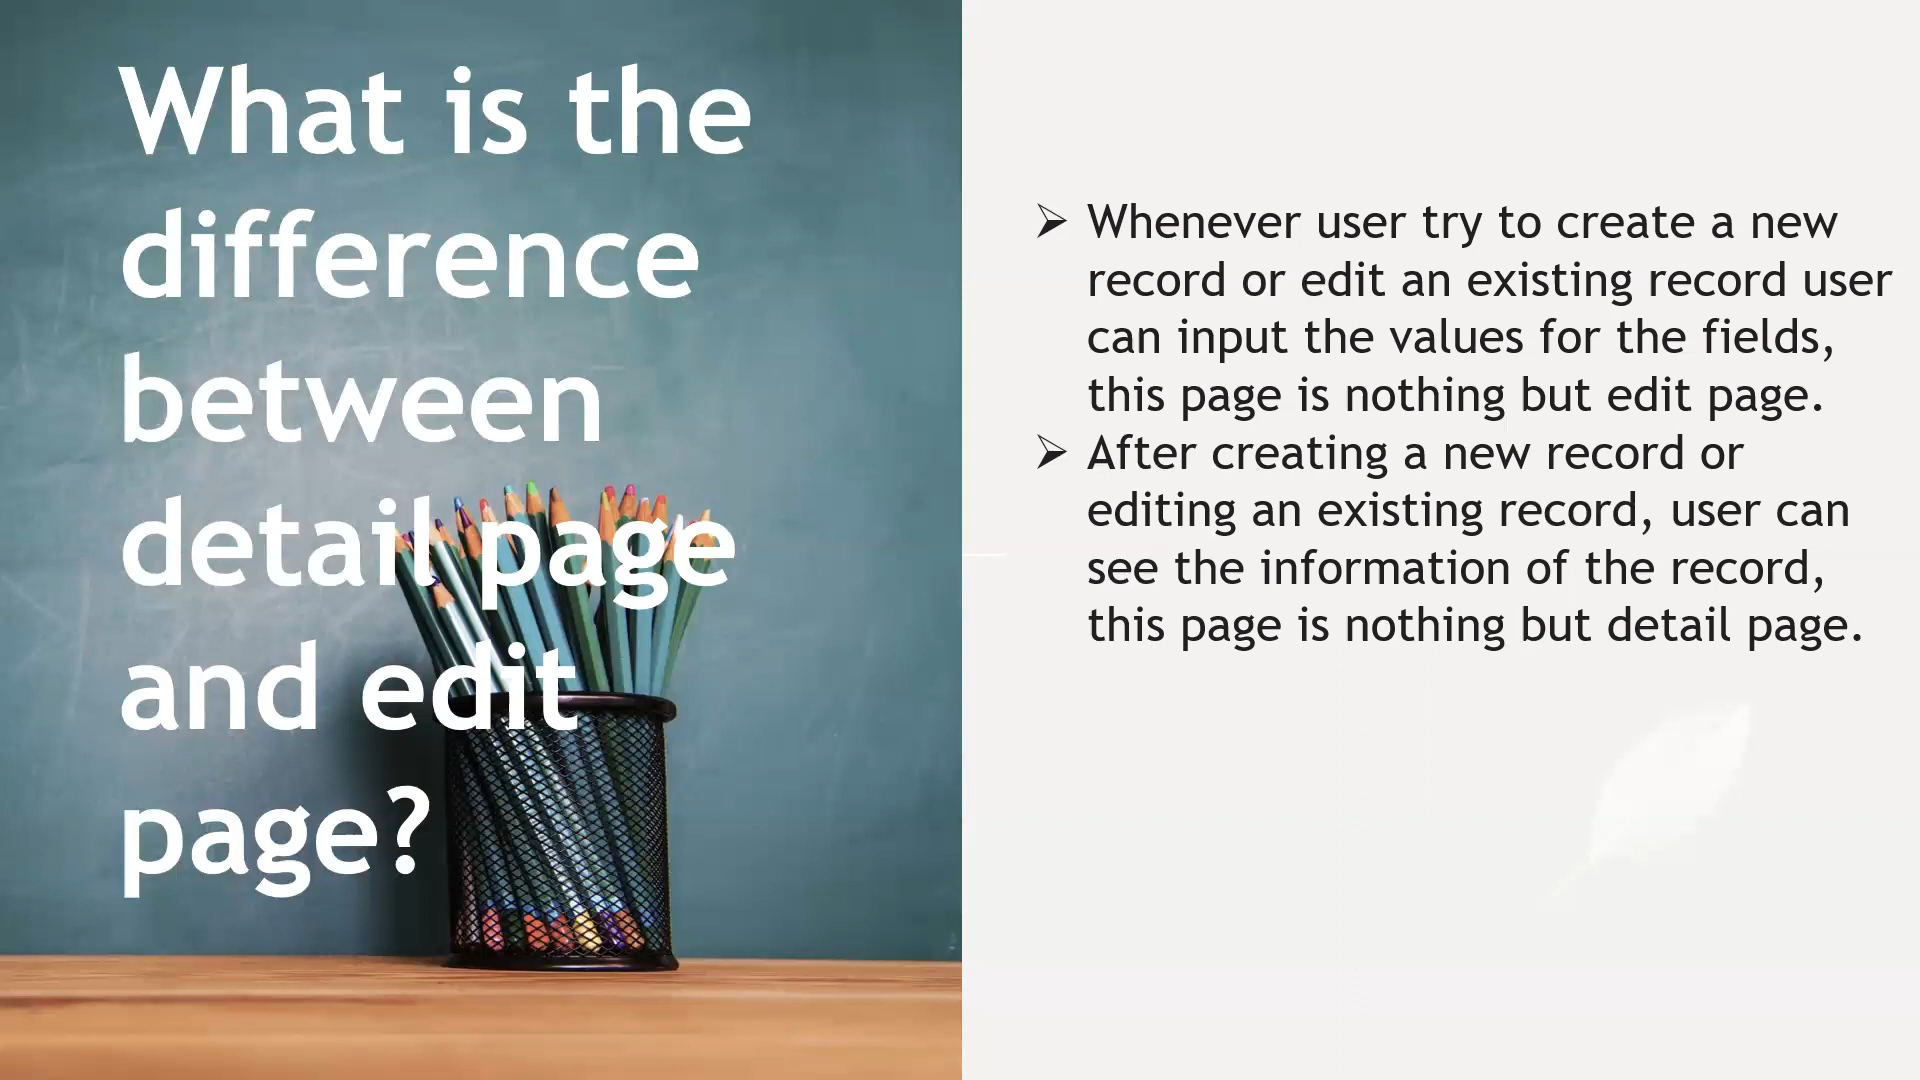 What is the
difference
between
detail page
and edit
page?
➢ Whenever user try to create a new
record or edit an existing record user
can input the values for the fields,
this page is nothing but edit page.
➢ After creating a new record or
editing an existing record, user can
see the information of the record,
this page is nothing but detail page.